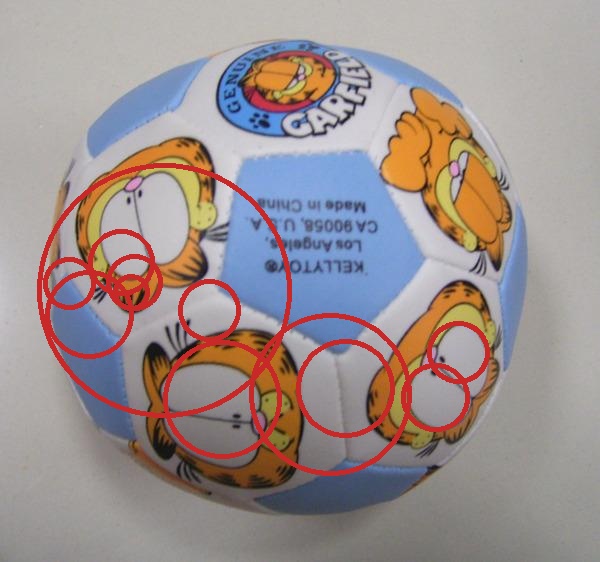 GENUINE
GARFIELD
KELLYTOY®
Los Angeles,
CA 90058, U.S.A.
Made in China